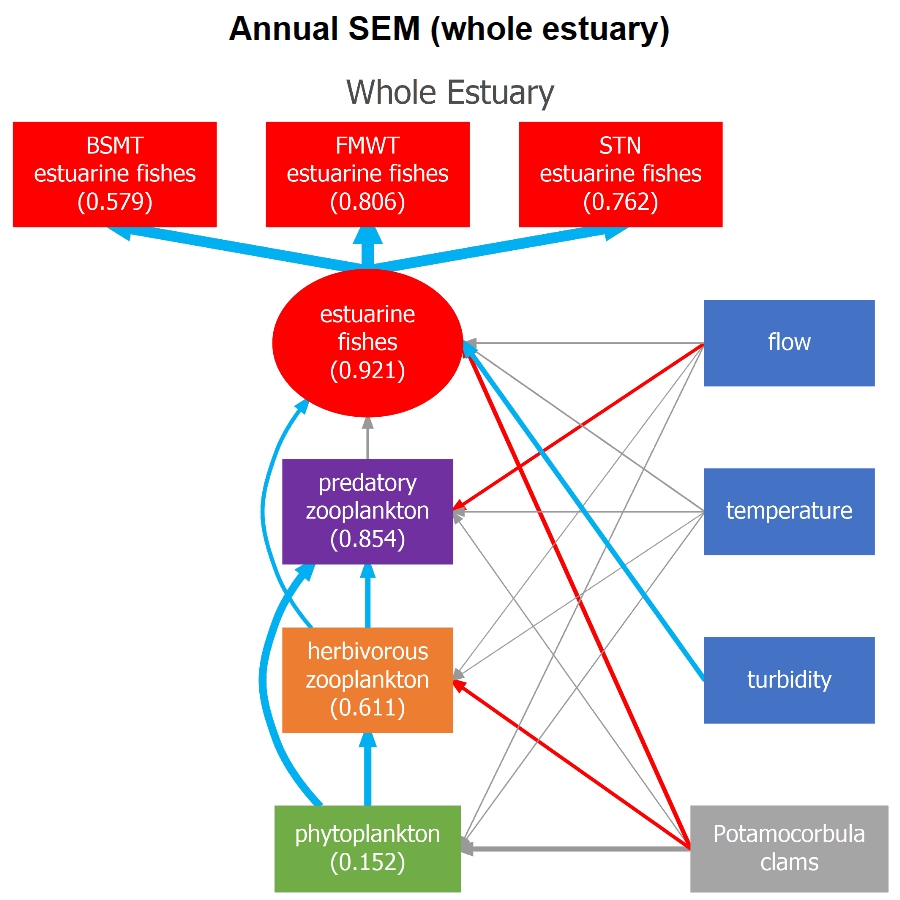 Annual SEM (whole estuary)
Whole Estuary
BSMT
estuarine fishes
(0.579)
FMWT
estuarine fishes
(0.806)
STN
estuarine fishes
(0.762)
estuarine
fishes
(0.921)
flow
predatory
zooplankton
(0.854)
temperature
herbivorous
zooplankton
(0.611)
turbidity
phytoplankton
(0.152)
Potamocorbula
clams